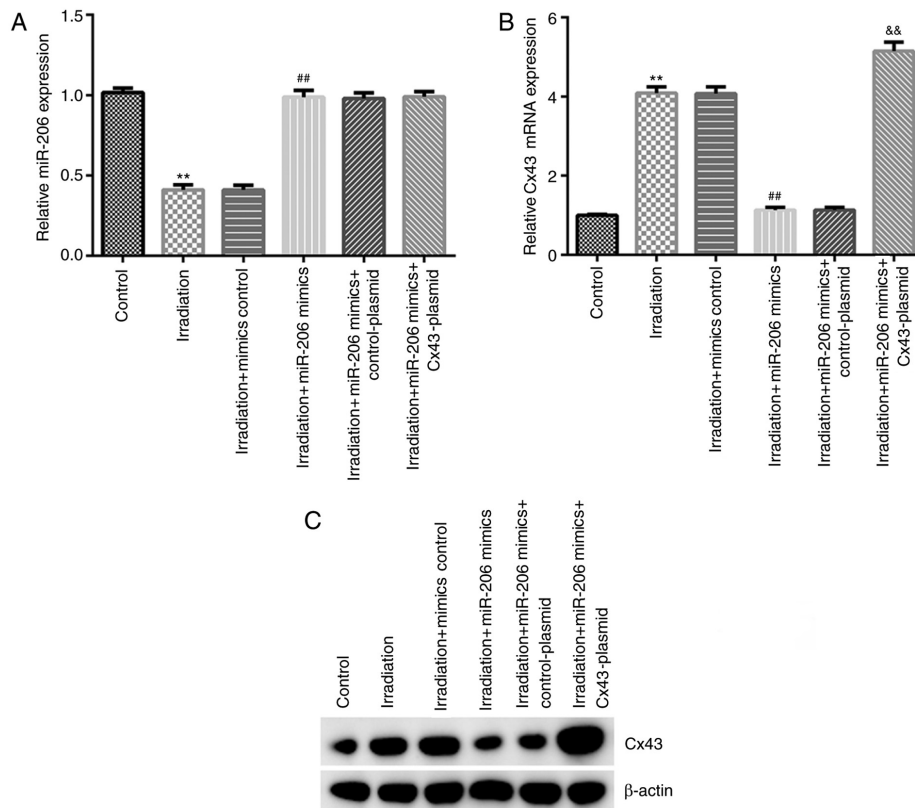 A
Relative miR-206 expression
1.5
1.0
0.5
0.0
**
##
Control
Irradiation
Irradiation+mimics control
Irradiation+miR-206 mimics
Irradiation+miR-206 mimics+
control-plasmid
Irradiation+miR-206 mimics+
Cx43-plasmid
B
Relative Cx43 mRNA expression
6
4
2
0
**
##
&&
Control
Irradiation
Irradiation+mimics control
Irradiation+miR-206 mimics
Irradiation+miR-206 mimics+
control-plasmid
Irradiation+miR-206 mimics+
Cx43-plasmid
C
Control
Irradiation
Irradiation+mimics control
Irradiation+miR-206 mimics
Irradiation+miR-206 mimics+
control-plasmid
Irradiation+miR-206 mimics+
Cx43-plasmid
Cx43
β-actin